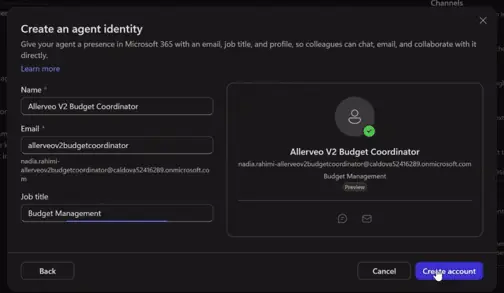 Channels
Create an agent identity
Give your agent a presence in Microsoft 365 with an email, job title, and profile, so colleagues can chat, email, and collaborate with it
directly.
Learn more
Name *
Allerveo V2 Budget Coordinator
Email *
allerveov2budgetcoordinator
nadia.rahimi-
allerveov2budgetcoordinator@caldova52416289.onmicrosoft.co
m
Job title
Budget Management
Allerveo V2 Budget Coordinator
nadia.rahimi-allerveov2budgetcoordinator@caldova52416289.onmicrosoft.com
Budget Management
Preview
Back
Cancel
Create account